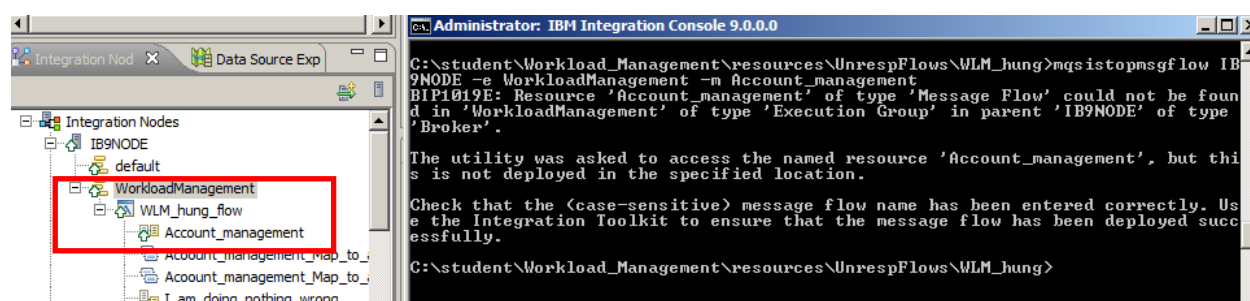 Integration Nod
Data Source Exp
Integration Nodes
IB9NODE
default
WorkloadManagement
WLM_hung_flow
Account_management
Acoount_management_Map_to_
Acoount_management_Map_to_
I_am_doing_nothing_wrong
Administrator: IBM Integration Console 9.0.0.0
C:\student\Workload_Management\resources\UnrespFlows\WLM_hung>mqsistopmsgflow IB
9NODE -e WorkloadManagement -m Account_management
BIP1019E: Resource 'Account_management' of type 'Message Flow' could not be foun
d in 'WorkloadManagement' of type 'Execution Group' in parent 'IB9NODE' of type
'Broker'.
The utility was asked to access the named resource 'Account_management', but thi
s is not deployed in the specified location.
Check that the (case-sensitive) message flow name has been entered correctly. Us
e the Integration Toolkit to ensure that the message flow has been deployed succ
essfully.
C:\student\Workload_Management\resources\UnrespFlows\WLM_hung>